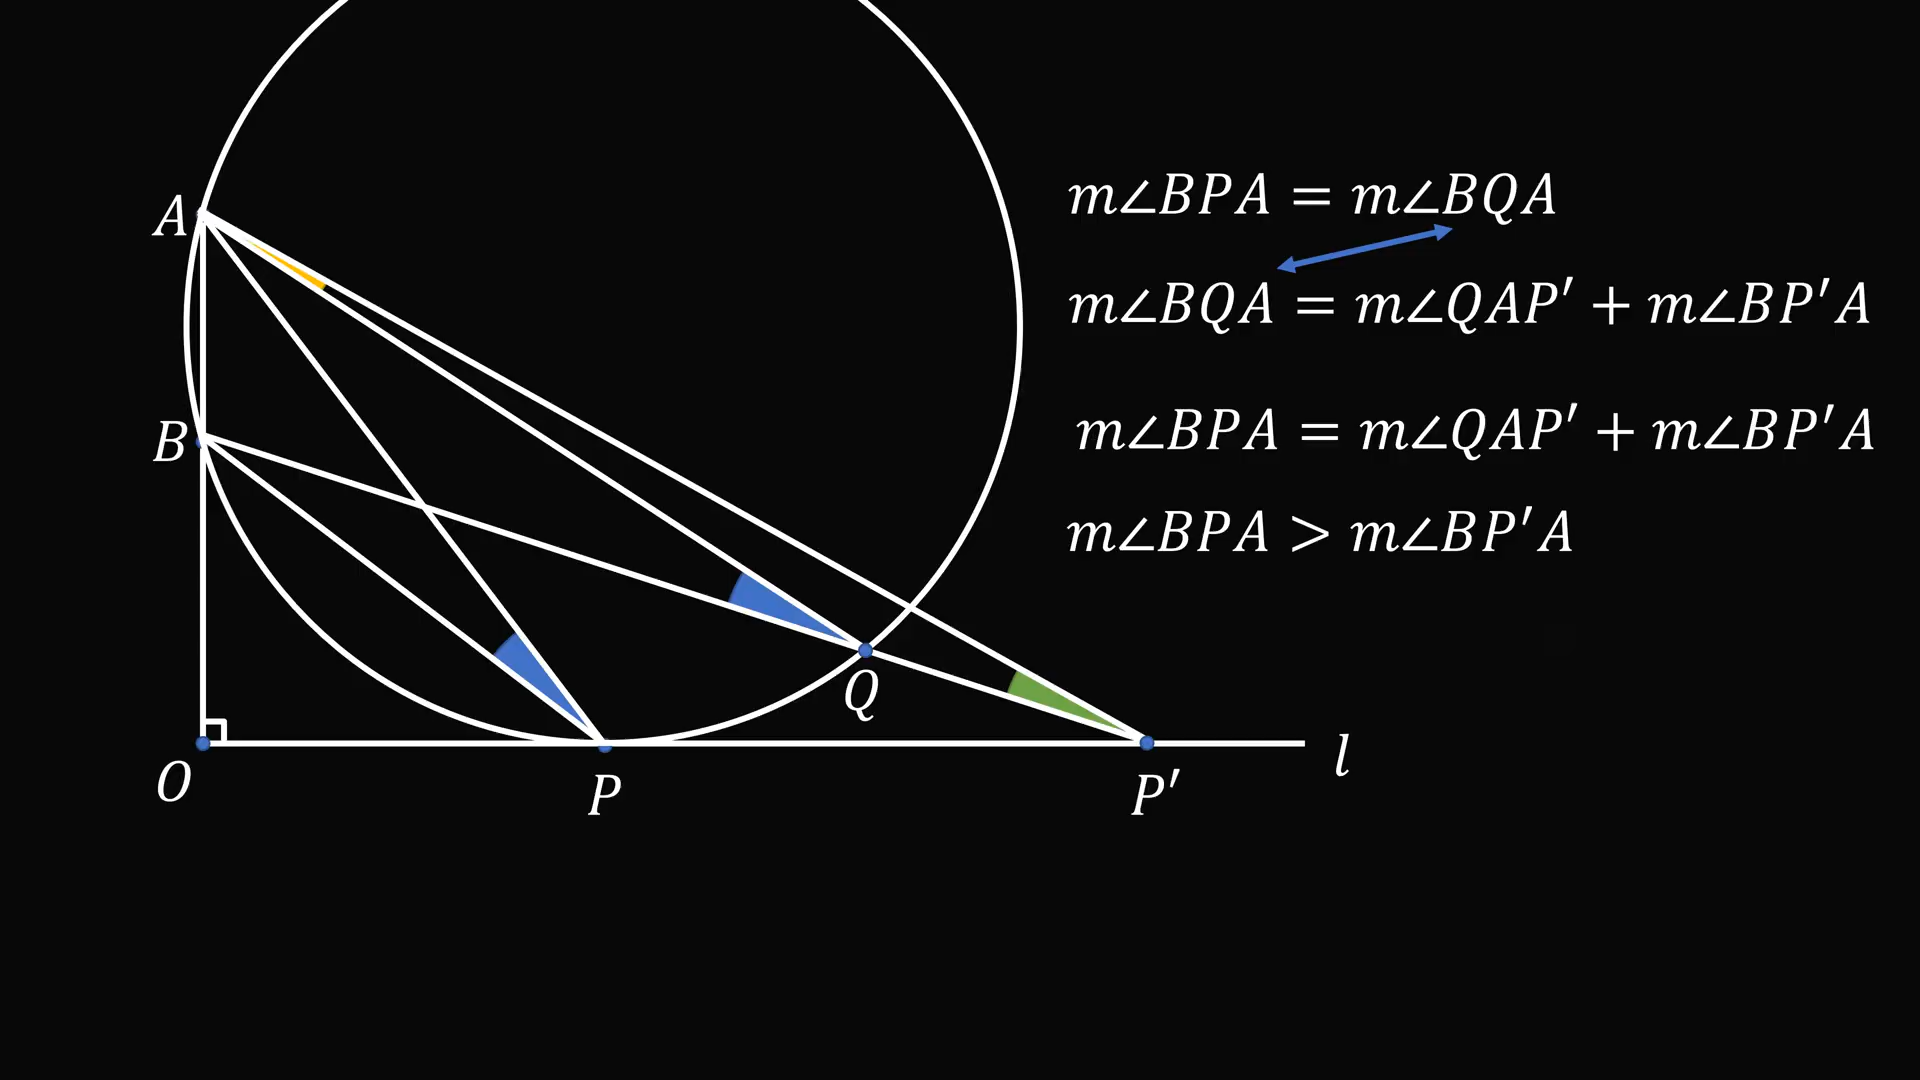 A
B
O
P
Q
P′
l
m∠BPA = m∠BQA
m∠BQA = m∠QAP′ + m∠BP′A
m∠BPA = m∠QAP′ + m∠BP′A
m∠BPA > m∠BP′A